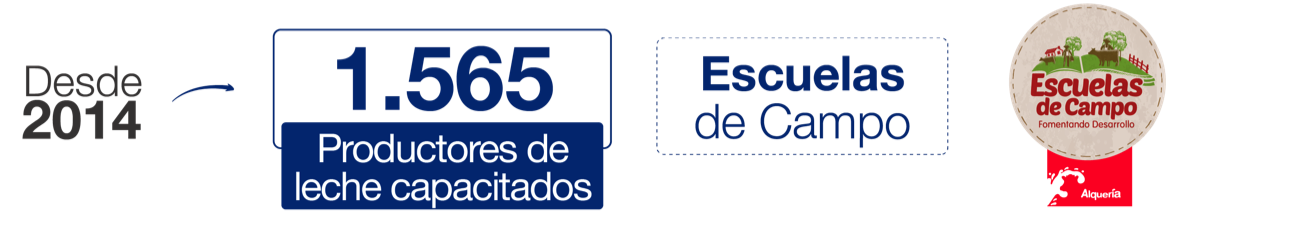 Desde
2014
1.565
Productores de
leche capacitados
Escuelas
de Campo
Escuelas
de Campo
Fomentando Desarrollo
Alquería